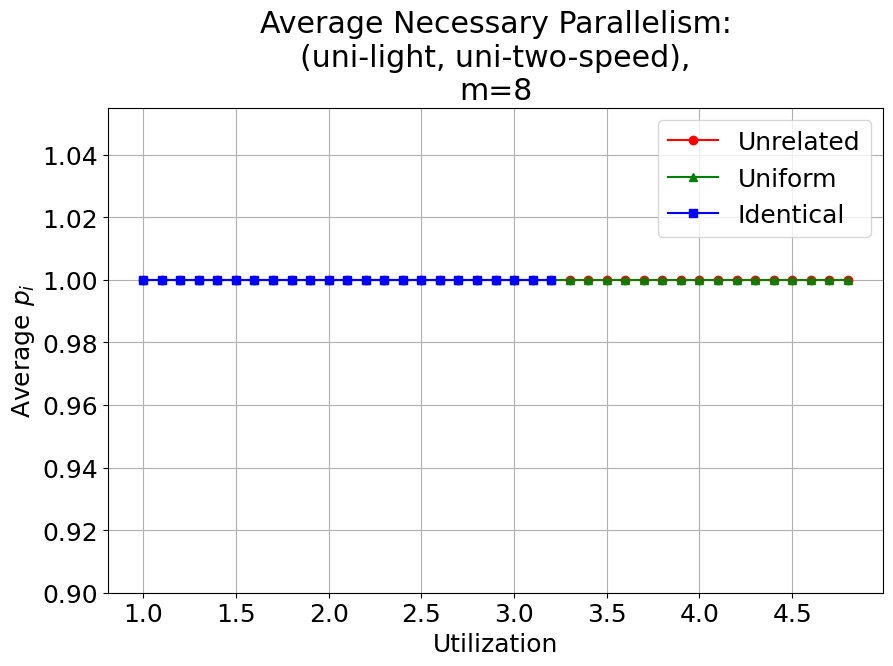 Average Necessary Parallelism:
(uni-light, uni-two-speed),
m=8
Unrelated
Uniform
Identical
1.04
1.02
1.00
0.98
0.96
0.94
0.92
0.90
Average $p_i$
1.0 1.5 2.0 2.5 3.0 3.5 4.0 4.5
Utilization